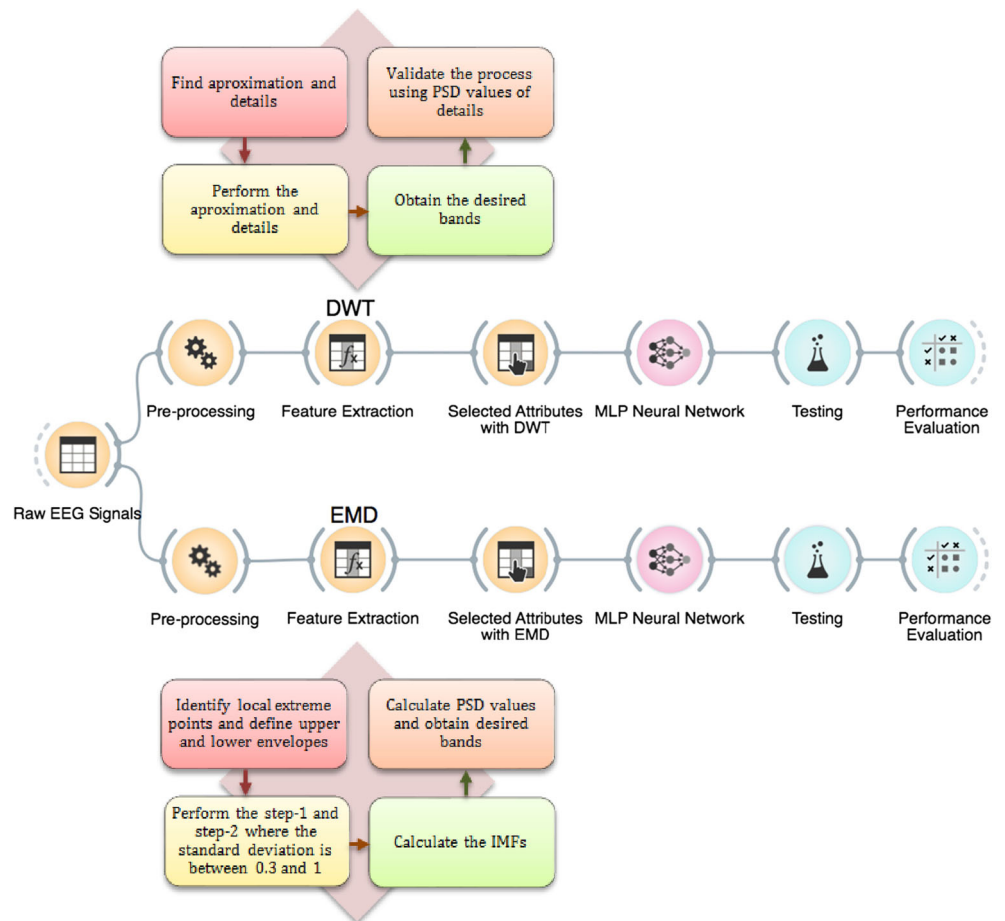 Find aproximation and
details
Validate the process
using PSD values of
details
Perform the
aproximation and
details
Obtain the desired
bands
DWT
Pre-processing
Feature Extraction
Selected Attributes
with DWT
MLP Neural Network
Testing
Performance
Evaluation
Raw EEG Signals
EMD
Pre-processing
Feature Extraction
Selected Attributes
with EMD
MLP Neural Network
Testing
Performance
Evaluation
Identify local extreme
points and define upper
and lower envelopes
Calculate PSD values
and obtain desired
bands
Perform the step-1 and
step-2 where the
standard deviation is
between 0.3 and 1
Calculate the IMFs